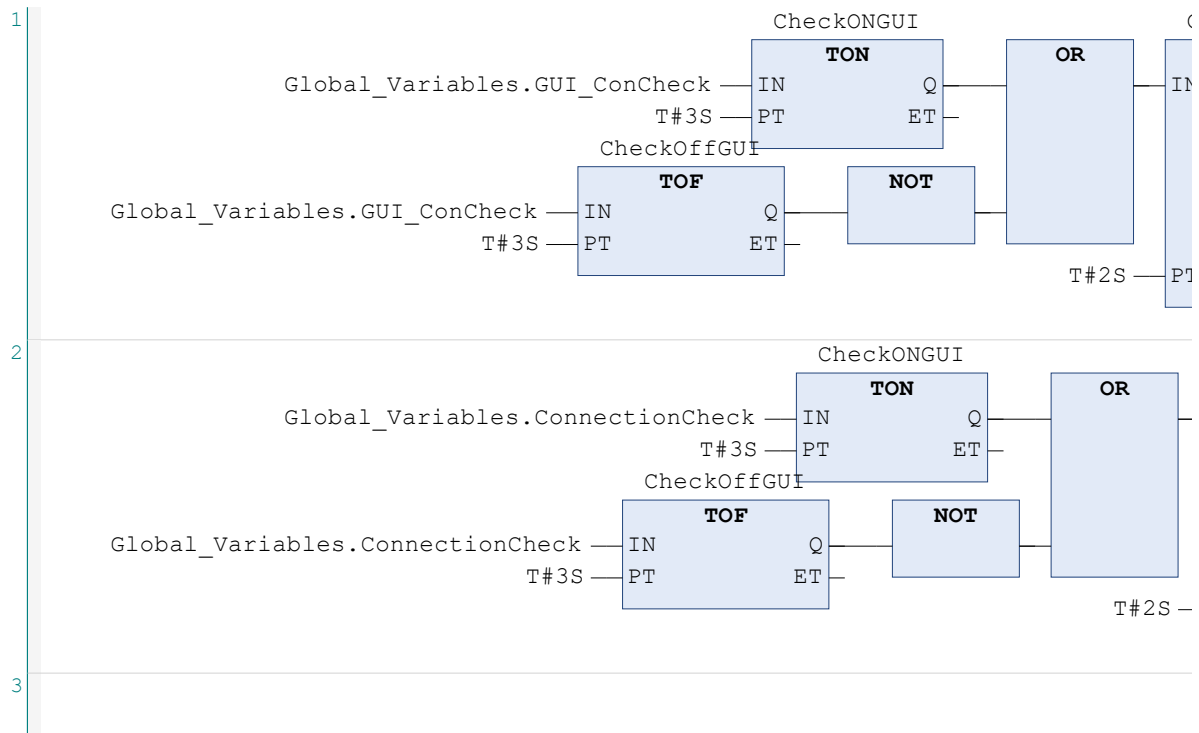 1
CheckONGUI
TON
OR
Global_Variables.GUI_ConCheck
IN
Q
IN
T#3S
PT
ET
CheckOffGUI
TOF
NOT
Global_Variables.GUI_ConCheck
IN
Q
T#3S
PT
ET
T#2S
PT
2
CheckONGUI
TON
OR
Global_Variables.ConnectionCheck
IN
Q
T#3S
PT
ET
CheckOffGUI
TOF
NOT
Global_Variables.ConnectionCheck
IN
Q
T#3S
PT
ET
T#2S
3